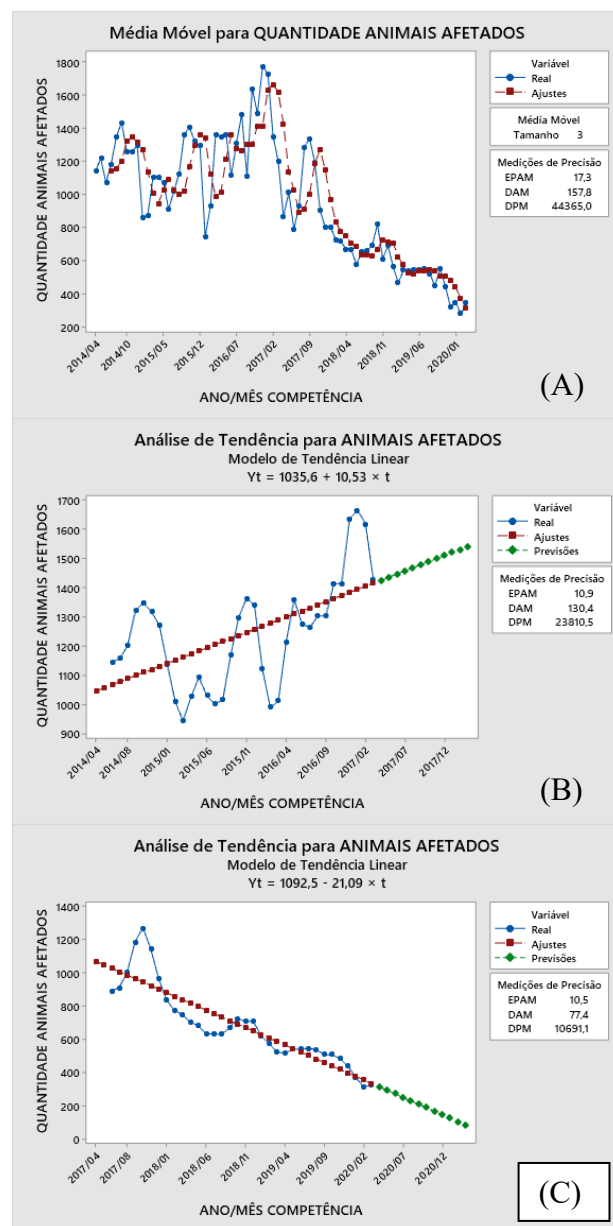 Média Móvel para QUANTIDADE ANIMAIS AFETADOS
QUANTIDADE ANIMAIS AFETADOS
1800
1600
1400
1200
1000
800
600
400
200
2014/04
2014/10
2015/05
2015/12
2016/07
2017/02
2017/09
2018/04
2018/11
2019/06
2020/01
ANO/MÊS COMPETÊNCIA
Variável
Real
Ajustes
Média Móvel
Tamanho 3
Medições de Precisão
EPAM 17,3
DAM 157,8
DPM 44365,0
(A)
Análise de Tendência para ANIMAIS AFETADOS
Modelo de Tendência Linear
Yt = 1035,6 + 10,53 × t
QUANTIDADE ANIMAIS AFETADOS
1700
1600
1500
1400
1300
1200
1100
1000
900
2014/04
2014/08
2015/01
2015/06
2015/11
2016/04
2016/09
2017/02
2017/07
2017/12
ANO/MÊS COMPETÊNCIA
Variável
Real
Ajustes
Previsões
Medições de Precisão
EPAM 10,9
DAM 130,4
DPM 23810,5
(B)
Análise de Tendência para ANIMAIS AFETADOS
Modelo de Tendência Linear
Yt = 1092,5 - 21,09 × t
QUANTIDADE ANIMAIS AFETADOS
1400
1200
1000
800
600
400
200
0
2017/04
2017/08
2018/01
2018/06
2018/11
2019/04
2019/09
2020/02
2020/07
2020/12
ANO/MÊS COMPETÊNCIA
Variável
Real
Ajustes
Previsões
Medições de Precisão
EPAM 10,5
DAM 77,4
DPM 10691,1
(C)